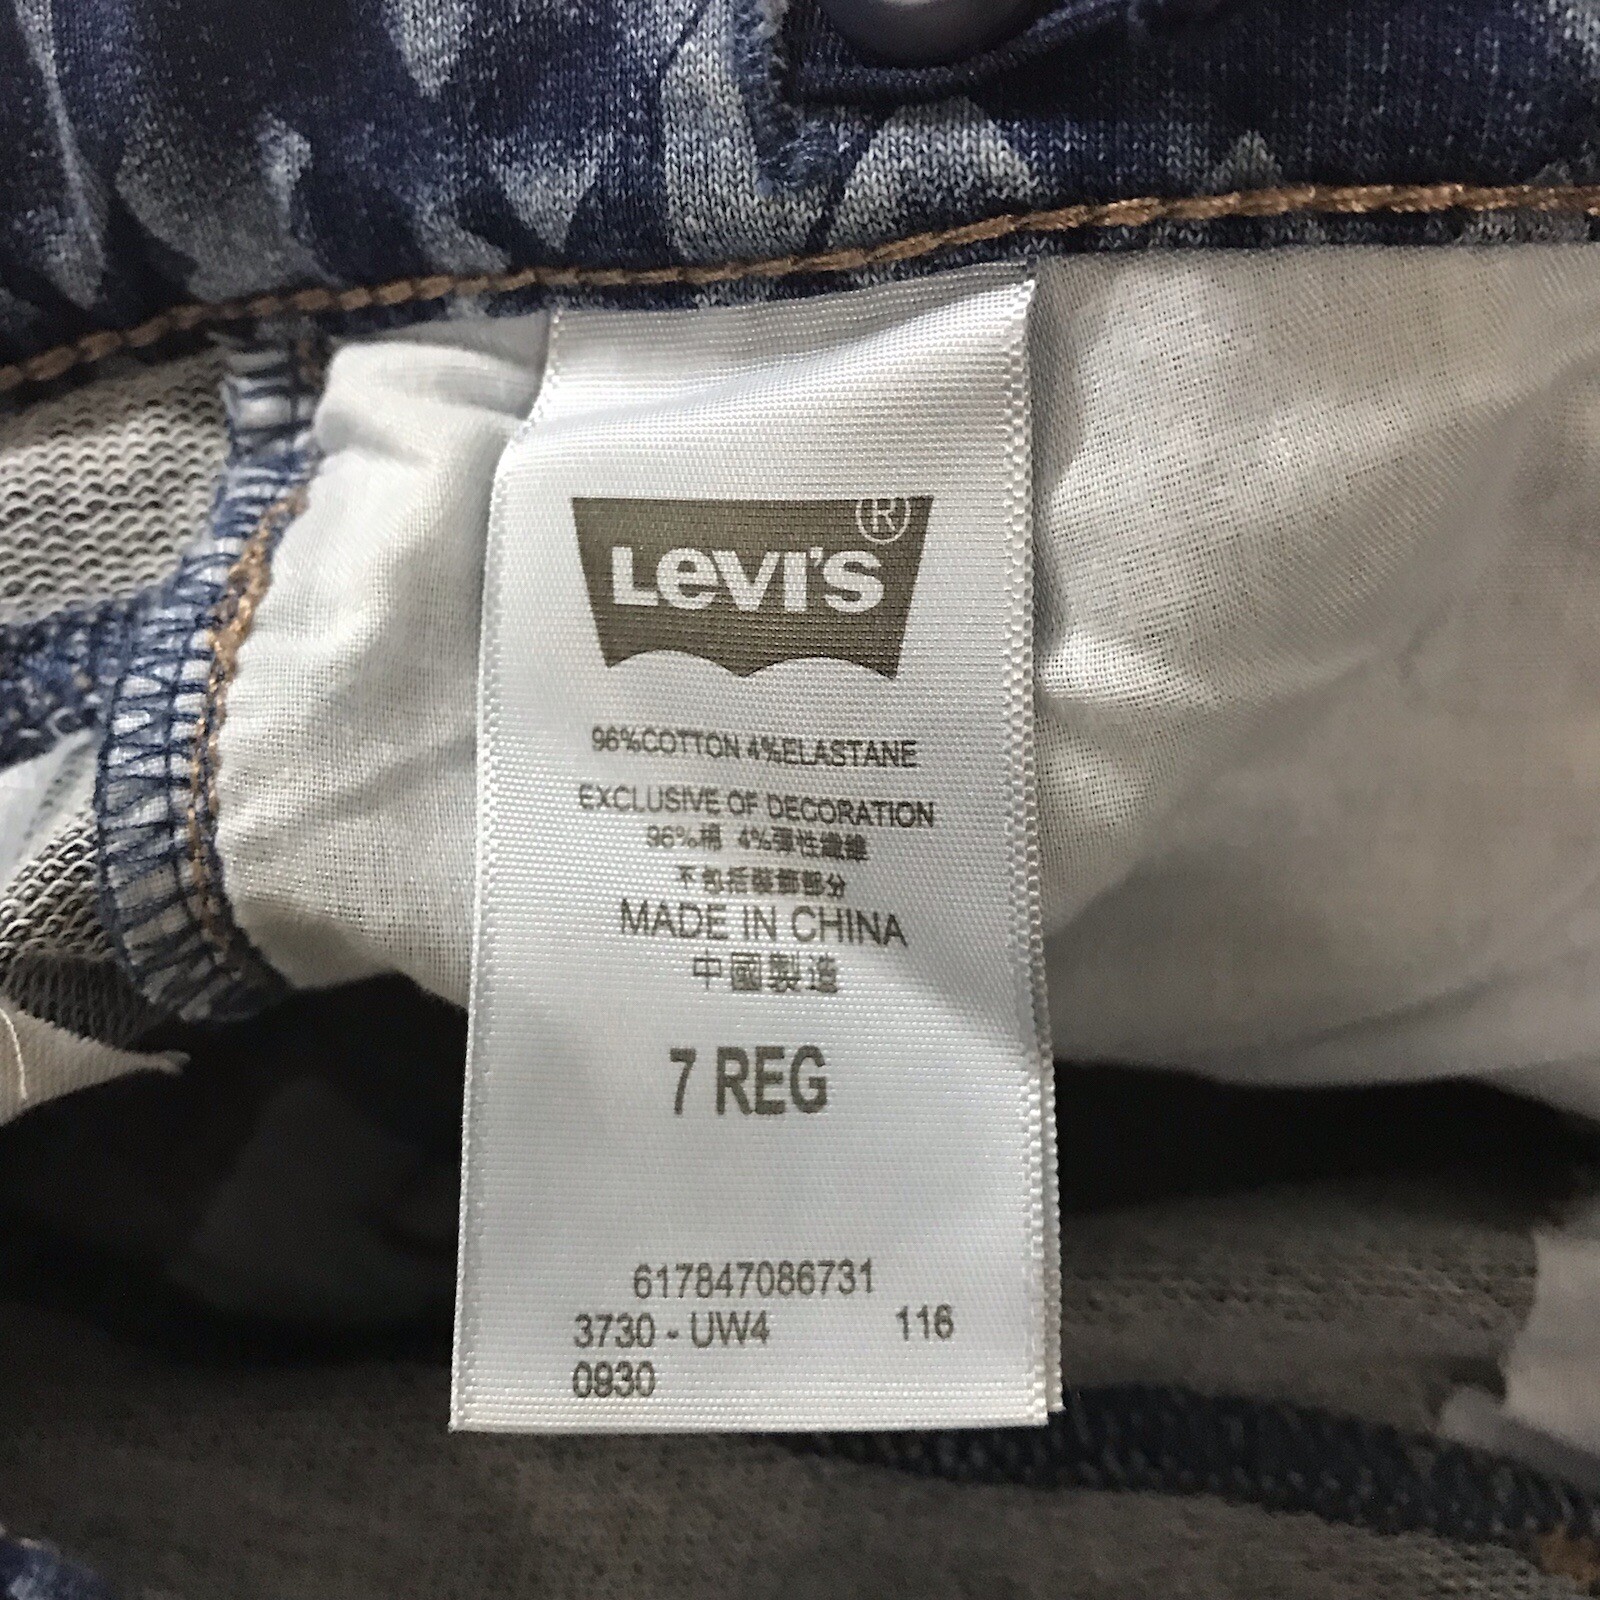 LEVI'S®
96%COTTON 4%ELASTANE
EXCLUSIVE OF DECORATION
96%棉 4%彈性纖維
不包括裝飾部分
MADE IN CHINA
中國製造
7 REG
617847086731
3730 - UW4 116
0930